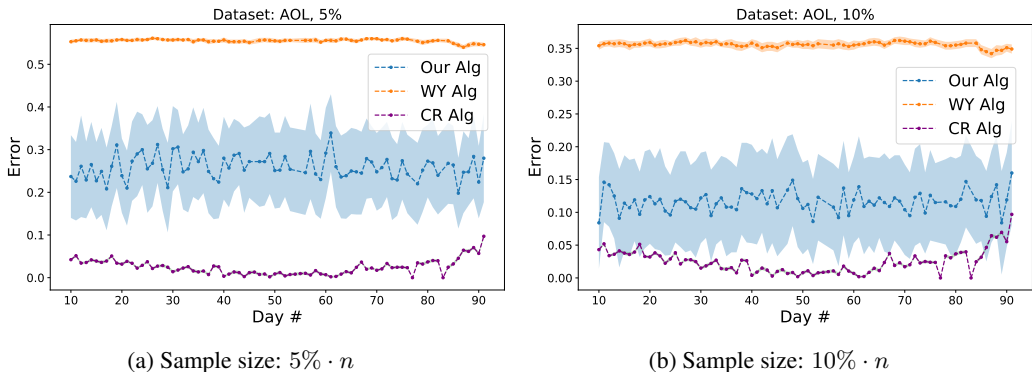 Dataset: AOL, 5%
Error
0.5
0.4
0.3
0.2
0.1
0.0
Our Alg
WY Alg
CR Alg
10 20 30 40 50 60 70 80 90
Day #
(a) Sample size: 5% · n
Dataset: AOL, 10%
Error
0.35
0.30
0.25
0.20
0.15
0.10
0.05
0.00
Our Alg
WY Alg
CR Alg
10 20 30 40 50 60 70 80 90
Day #
(b) Sample size: 10% · n